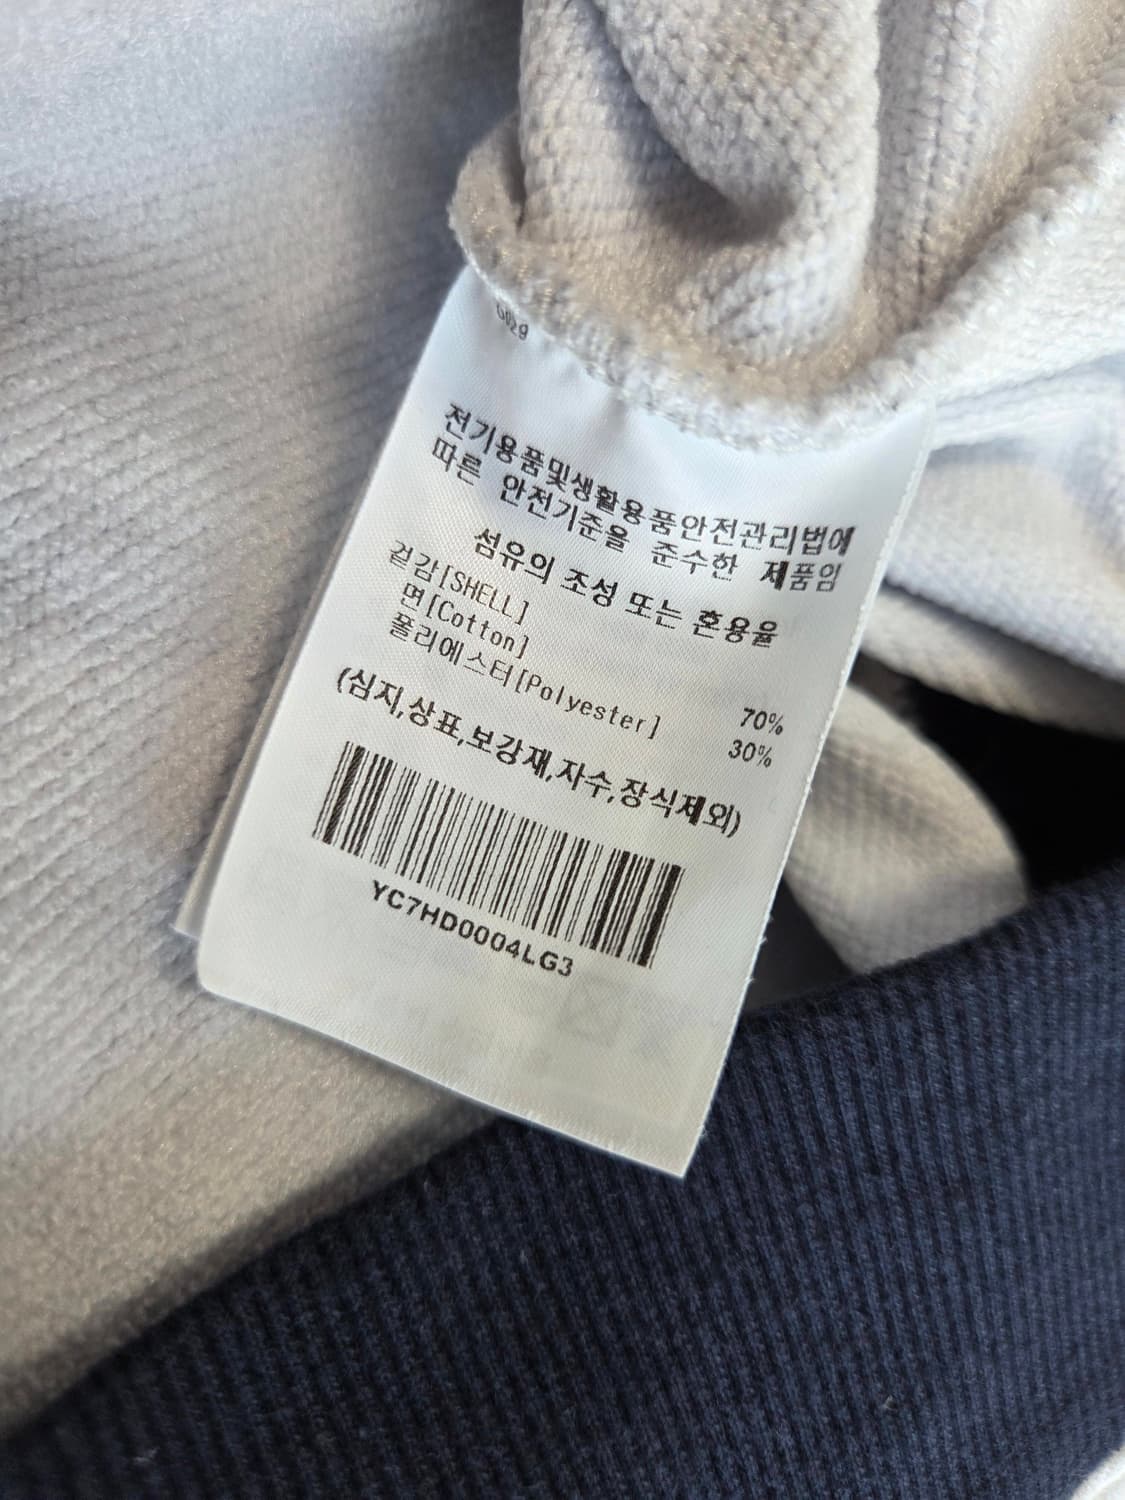 전기용품및생활용품안전관리법에
따른 안전기준을 준수한 제품임
섬유의 조성 또는 혼용율
겉감[SHELL]
면[Cotton] 70%
폴리에스터[Polyester] 30%
(심지,상표,보강재,자수,장식제외)
YC7HD0004LG3